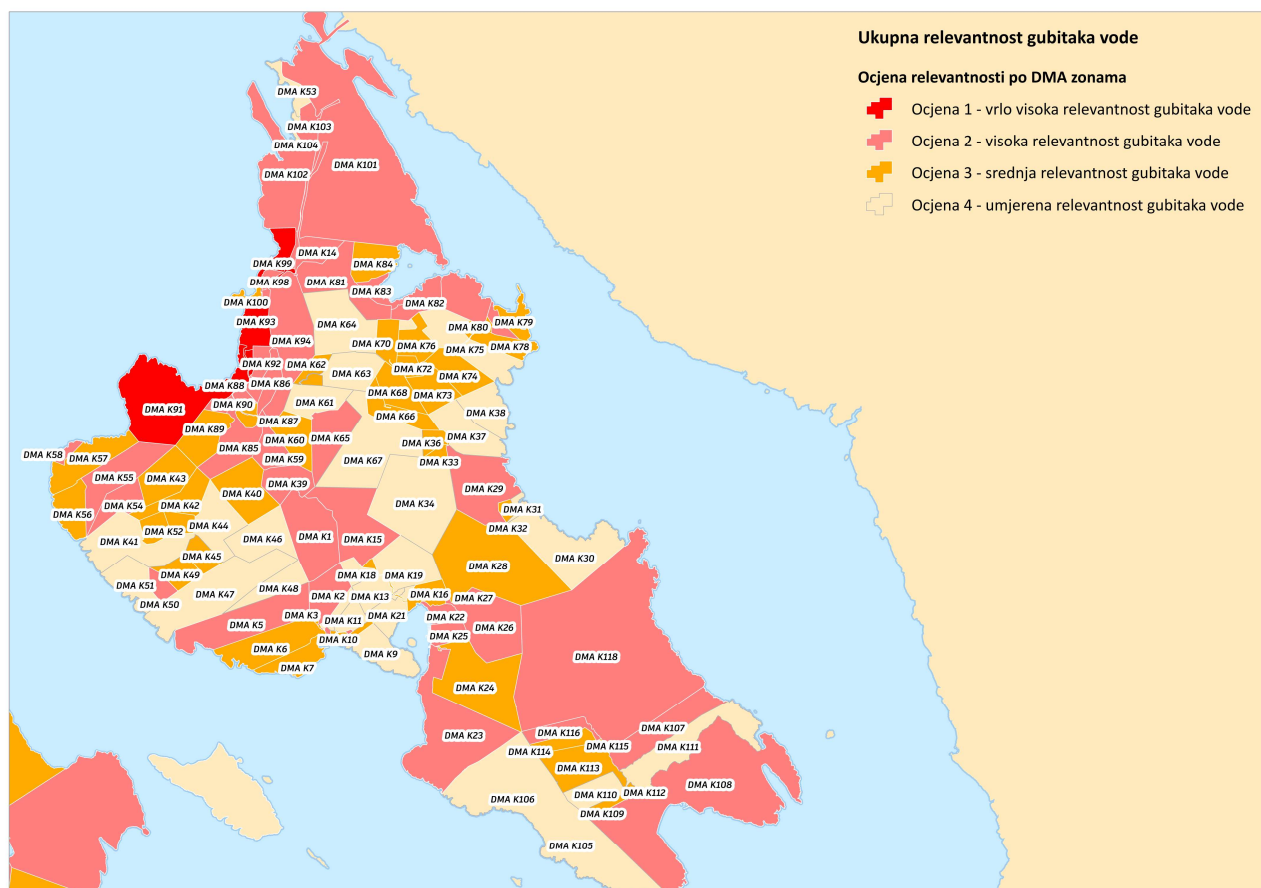 Ukupna relevantnost gubitaka vode
Ocjena relevantnosti po DMA zonama
Ocjena 1 - vrlo visoka relevantnost gubitaka vode
Ocjena 2 - visoka relevantnost gubitaka vode
Ocjena 3 - srednja relevantnost gubitaka vode
Ocjena 4 - umjerena relevantnost gubitaka vode
DMA K53
DMA K103
DMA K104
DMA K101
DMA K102
DMA K14
DMA K99
DMA K84
DMA K98
DMA K81
DMA K83
DMA K100
DMA K82
DMA K93
DMA K64
DMA K80
DMA K79
DMA K94
DMA K70
DMA K76
DMA K75
DMA K78
DMA K92
DMA K62
DMA K63
DMA K72
DMA K74
DMA K88
DMA K86
DMA K68
DMA K73
DMA K91
DMA K90
DMA K61
DMA K38
DMA K87
DMA K66
DMA K89
DMA K60
DMA K65
DMA K36
DMA K37
DMA K85
DMA K58
DMA K57
DMA K59
DMA K67
DMA K33
DMA K55
DMA K43
DMA K39
DMA K29
DMA K40
DMA K54
DMA K42
DMA K34
DMA K31
DMA K56
DMA K52
DMA K44
DMA K32
DMA K41
DMA K46
DMA K1
DMA K15
DMA K45
DMA K30
DMA K28
DMA K49
DMA K18
DMA K19
DMA K51
DMA K48
DMA K47
DMA K2
DMA K13
DMA K16
DMA K27
DMA K50
DMA K3
DMA K11
DMA K21
DMA K22
DMA K5
DMA K26
DMA K10
DMA K25
DMA K6
DMA K9
DMA K118
DMA K7
DMA K24
DMA K107
DMA K23
DMA K116
DMA K114
DMA K115
DMA K111
DMA K113
DMA K108
DMA K106
DMA K110
DMA K112
DMA K109
DMA K105